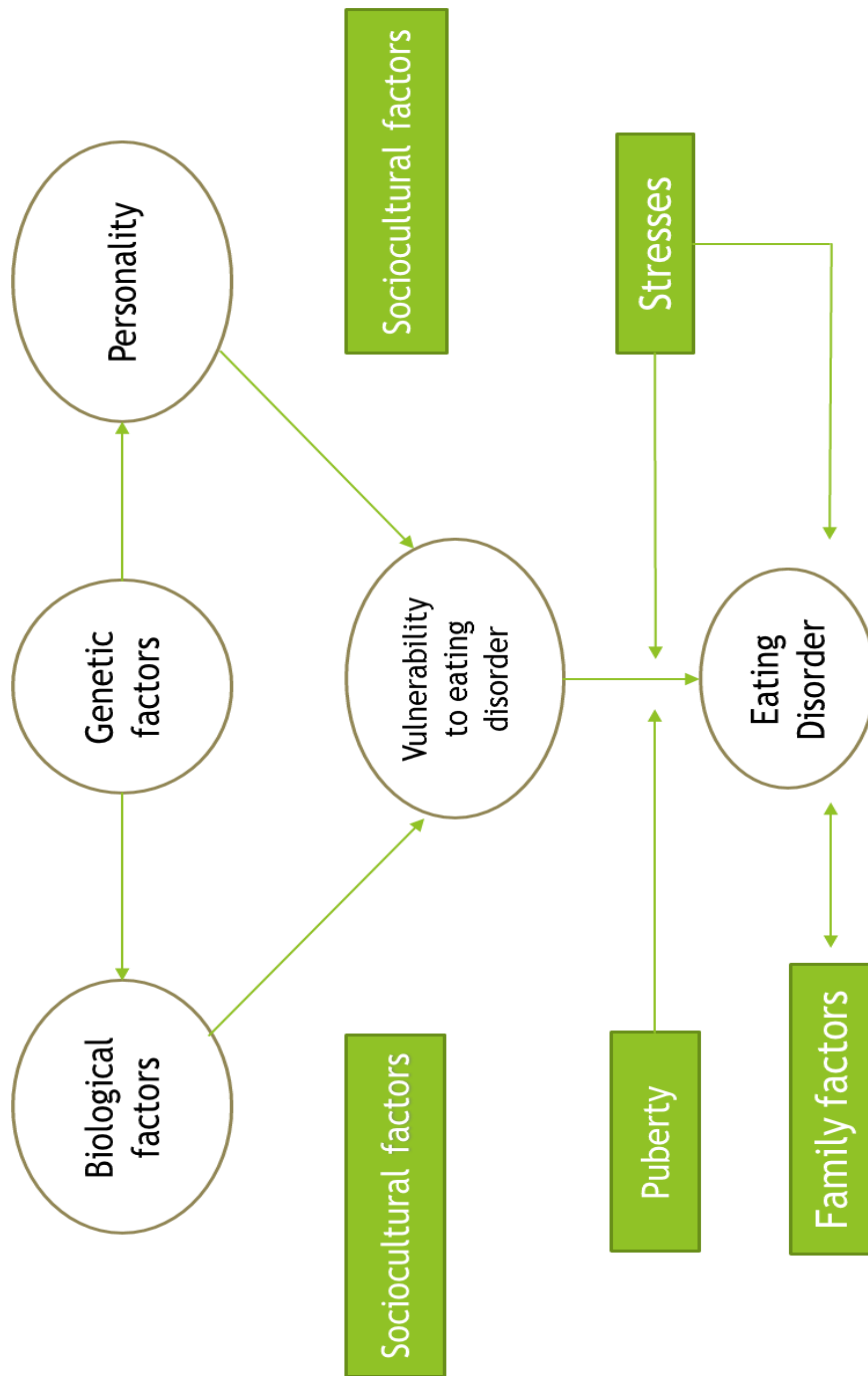 Biological
factors
Genetic
factors
Personality
Sociocultural factors
Vulnerability
to eating
disorder
Sociocultural factors
Puberty
Stresses
Family factors
Eating
Disorder